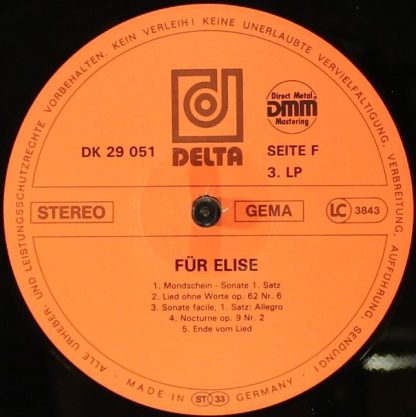 ALLE URHEBER- UND LEISTUNGSSCHUTZRECHTE VORBEHALTEN. KEIN VERLEIH! KEINE UNERLAUBTE VERVIELFÄLTIGUNG, VERMIETUNG, AUFFÜHRUNG, SENDUNG!
Direct Metal
DMM
Mastering
DK 29 051
DELTA
SEITE F
3. LP
STEREO
GEMA
LC 3843
FÜR ELISE
1. Mondschein - Sonate 1. Satz
2. Lied ohne Worte op. 62 Nr. 6
3. Sonate facile, 1. Satz: Allegro
4. Nocturne op. 9 Nr. 2
5. Ende vom Lied
MADE IN GERMANY
ST 33